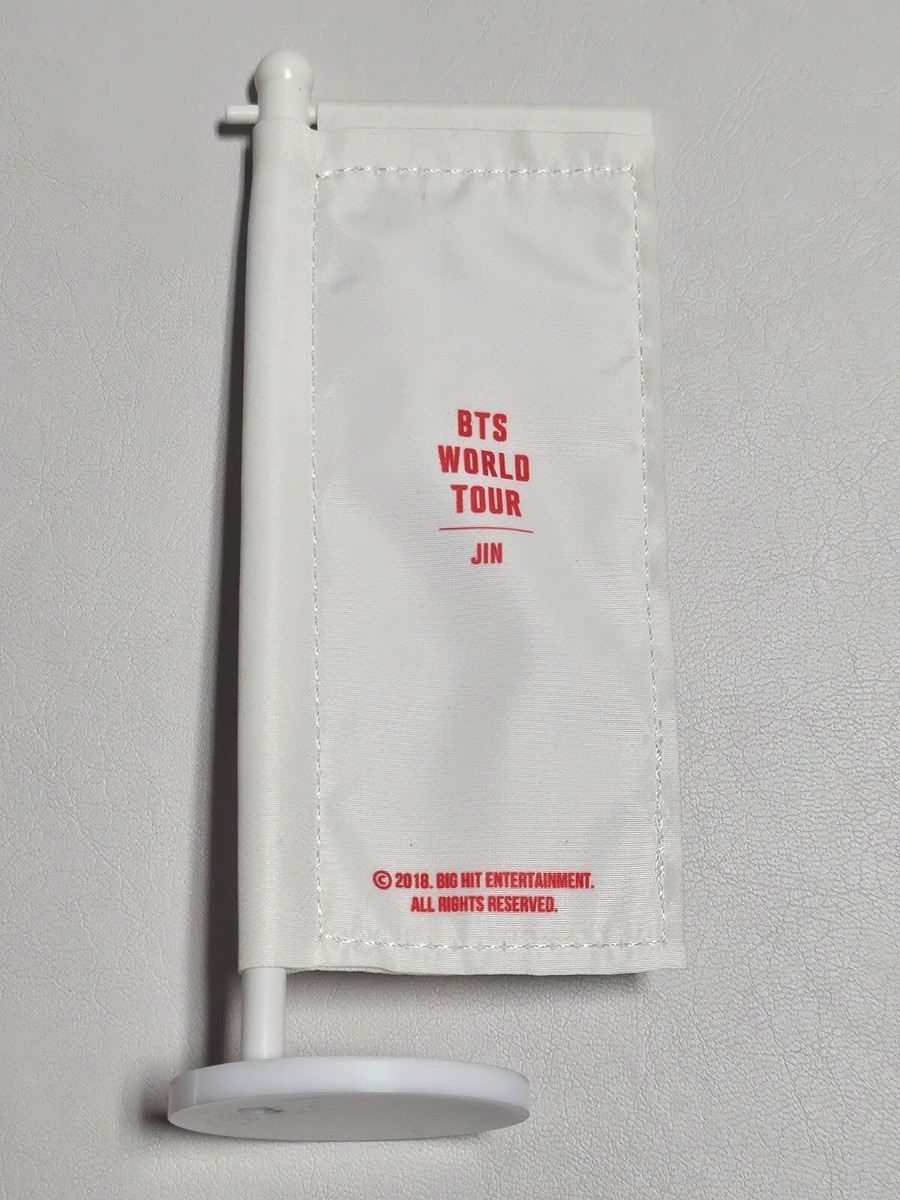 BTS
WORLD
TOUR
JIN
© 2018. BIG HIT ENTERTAINMENT.
ALL RIGHTS RESERVED.